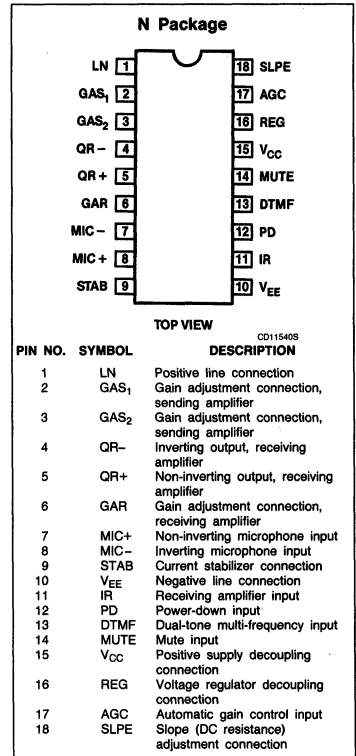 N Package
LN 1 18 SLPE
GAS₁ 2 17 AGC
GAS₂ 3 16 REG
QR− 4 15 VCC
QR+ 5 14 MUTE
GAR 6 13 DTMF
MIC− 7 12 PD
MIC+ 8 11 IR
STAB 9 10 VEE
TOP VIEW
CD11540S
PIN NO. SYMBOL DESCRIPTION
1 LN Positive line connection
2 GAS₁ Gain adjustment connection,
sending amplifier
3 GAS₂ Gain adjustment connection,
sending amplifier
4 QR− Inverting output, receiving
amplifier
5 QR+ Non-inverting output, receiving
amplifier
6 GAR Gain adjustment connection,
receiving amplifier
7 MIC+ Non-inverting microphone input
8 MIC− Inverting microphone input
9 STAB Current stabilizer connection
10 VEE Negative line connection
11 IR Receiving amplifier input
12 PD Power-down input
13 DTMF Dual-tone multi-frequency input
14 MUTE Mute input
15 VCC Positive supply decoupling
connection
16 REG Voltage regulator decoupling
connection
17 AGC Automatic gain control input
18 SLPE Slope (DC resistance)
adjustment connection